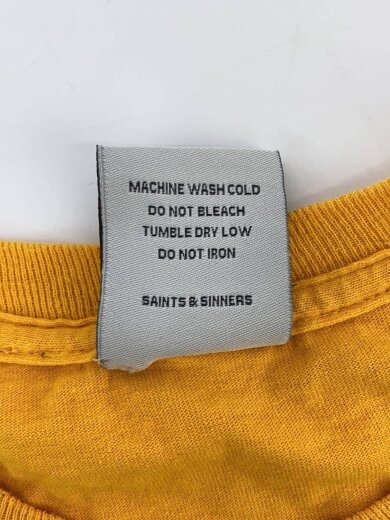 MACHINE WASH COLD
DO NOT BLEACH
TUMBLE DRY LOW
DO NOT IRON
SAINTS & SINNERS